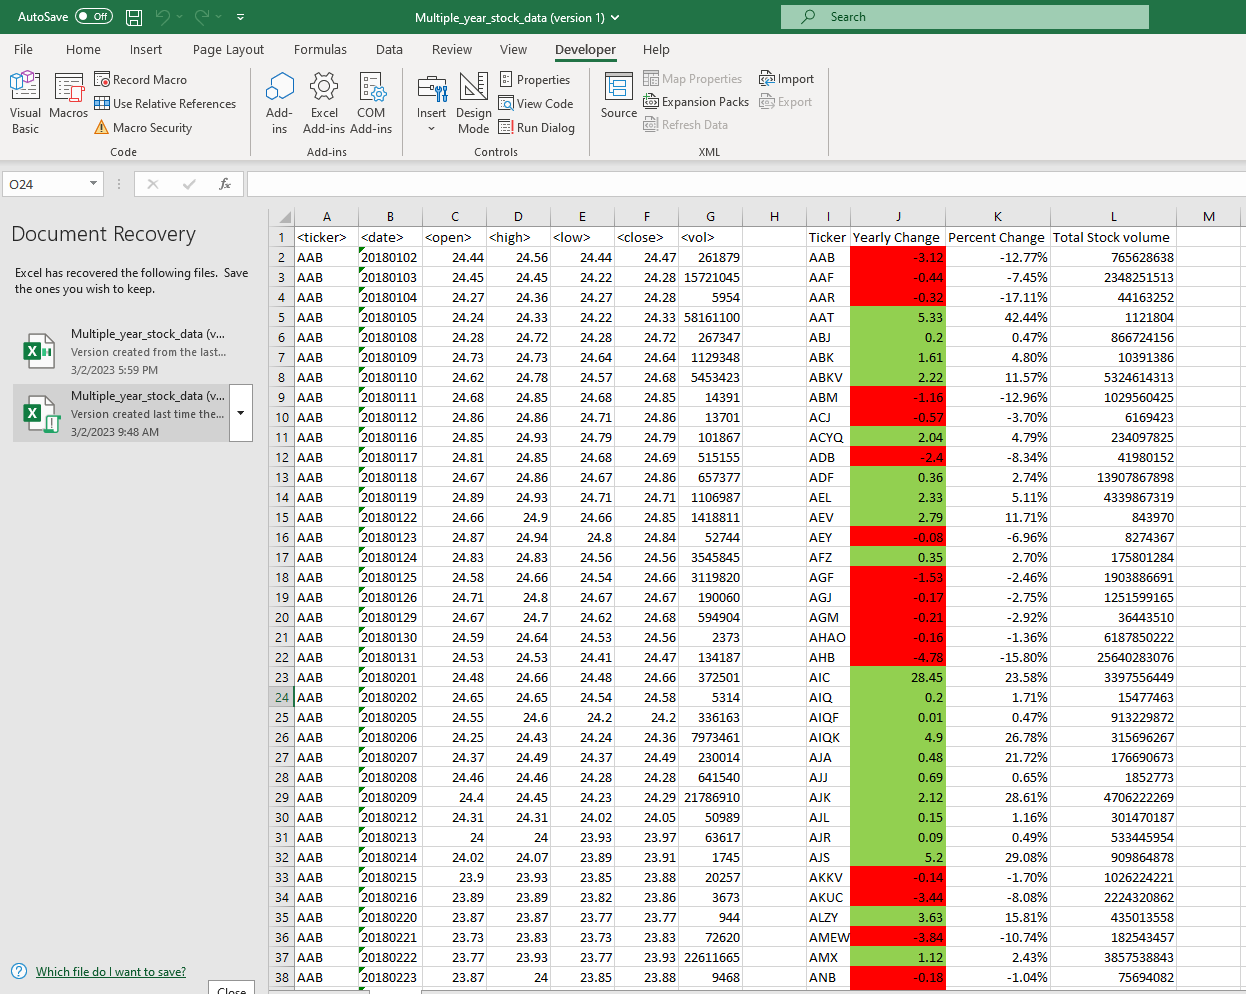 AutoSave Off Multiple_year_stock_data (version 1) Search
File Home Insert Page Layout Formulas Data Review View Developer Help
Visual Basic
Macros
Record Macro
Use Relative References
Macro Security
Code
Add-ins
Excel Add-ins
COM Add-ins
Add-ins
Insert
Design Mode
Properties
View Code
Run Dialog
Controls
Source
Map Properties
Expansion Packs
Refresh Data
Import
Export
XML
O24 fx
Document Recovery
Excel has recovered the following files. Save
the ones you wish to keep.
Multiple_year_stock_data (v...
Version created from the last...
3/2/2023 5:59 PM
Multiple_year_stock_data (v...
Version created last time the...
3/2/2023 9:48 AM
Which file do I want to save?
Close
A B C D E F G H I J K L M
1 <ticker> <date> <open> <high> <low> <close> <vol> Ticker Yearly Change Percent Change Total Stock volume
2 AAB 20180102 24.44 24.56 24.44 24.47 261879 AAB -3.12 -12.77% 765628638
3 AAB 20180103 24.45 24.45 24.22 24.28 15721045 AAF -0.44 -7.45% 2348251513
4 AAB 20180104 24.27 24.36 24.27 24.28 5954 AAR -0.32 -17.11% 44163252
5 AAB 20180105 24.24 24.33 24.22 24.33 58161100 AAT 5.33 42.44% 1121804
6 AAB 20180108 24.28 24.72 24.28 24.72 267347 ABJ 0.2 0.47% 866724156
7 AAB 20180109 24.73 24.73 24.64 24.64 1129348 ABK 1.61 4.80% 10391386
8 AAB 20180110 24.62 24.78 24.57 24.68 5453423 ABKV 2.22 11.57% 5324614313
9 AAB 20180111 24.68 24.85 24.68 24.85 14391 ABM -1.16 -12.96% 1029560425
10 AAB 20180112 24.86 24.86 24.71 24.86 13701 ACJ -0.57 -3.70% 6169423
11 AAB 20180116 24.85 24.93 24.79 24.79 101867 ACYQ 2.04 4.79% 234097825
12 AAB 20180117 24.81 24.85 24.68 24.69 515155 ADB -2.4 -8.34% 41980152
13 AAB 20180118 24.67 24.86 24.67 24.86 657377 ADF 0.36 2.74% 13907867898
14 AAB 20180119 24.89 24.93 24.71 24.71 1106987 AEL 2.33 5.11% 4339867319
15 AAB 20180122 24.66 24.9 24.66 24.85 1418811 AEV 2.79 11.71% 843970
16 AAB 20180123 24.87 24.94 24.8 24.84 52744 AEY -0.08 -6.96% 8274367
17 AAB 20180124 24.83 24.83 24.56 24.56 3545845 AFZ 0.35 2.70% 175801284
18 AAB 20180125 24.58 24.66 24.54 24.66 3119820 AGF -1.53 -2.46% 1903886691
19 AAB 20180126 24.71 24.8 24.67 24.67 190060 AGJ -0.17 -2.75% 1251599165
20 AAB 20180129 24.67 24.7 24.62 24.68 594904 AGM -0.21 -2.92% 36443510
21 AAB 20180130 24.59 24.64 24.53 24.56 2373 AHAO -0.16 -1.36% 6187850222
22 AAB 20180131 24.53 24.53 24.41 24.47 134187 AHB -4.78 -15.80% 25640283076
23 AAB 20180201 24.48 24.66 24.48 24.66 372501 AIC 28.45 23.58% 3397556449
24 AAB 20180202 24.65 24.65 24.54 24.58 5314 AIQ 0.2 1.71% 15477463
25 AAB 20180205 24.55 24.6 24.2 24.2 336163 AIQF 0.01 0.47% 913229872
26 AAB 20180206 24.25 24.43 24.24 24.36 7973461 AIQK 4.9 26.78% 315696267
27 AAB 20180207 24.37 24.49 24.37 24.49 230014 AJA 0.48 21.72% 176690673
28 AAB 20180208 24.46 24.46 24.28 24.28 641540 AJJ 0.69 0.65% 1852773
29 AAB 20180209 24.4 24.45 24.23 24.29 21786910 AJK 2.12 28.61% 4706222269
30 AAB 20180212 24.31 24.31 24.02 24.05 50989 AJL 0.15 1.16% 301470187
31 AAB 20180213 24 24 23.93 23.97 63617 AJR 0.09 0.49% 533445954
32 AAB 20180214 24.02 24.07 23.89 23.91 1745 AJS 5.2 29.08% 909864878
33 AAB 20180215 23.9 23.93 23.85 23.88 20257 AKKV -0.14 -1.70% 1026224221
34 AAB 20180216 23.89 23.89 23.82 23.86 3673 AKUC -3.44 -8.08% 2224320862
35 AAB 20180220 23.87 23.87 23.77 23.77 944 ALZY 3.63 15.81% 435013558
36 AAB 20180221 23.73 23.83 23.73 23.83 72620 AMEW -3.84 -10.74% 182543457
37 AAB 20180222 23.77 23.93 23.77 23.93 22611665 AMX 1.12 2.43% 3857538843
38 AAB 20180223 23.87 24 23.85 23.88 9468 ANB -0.18 -1.04% 75694082